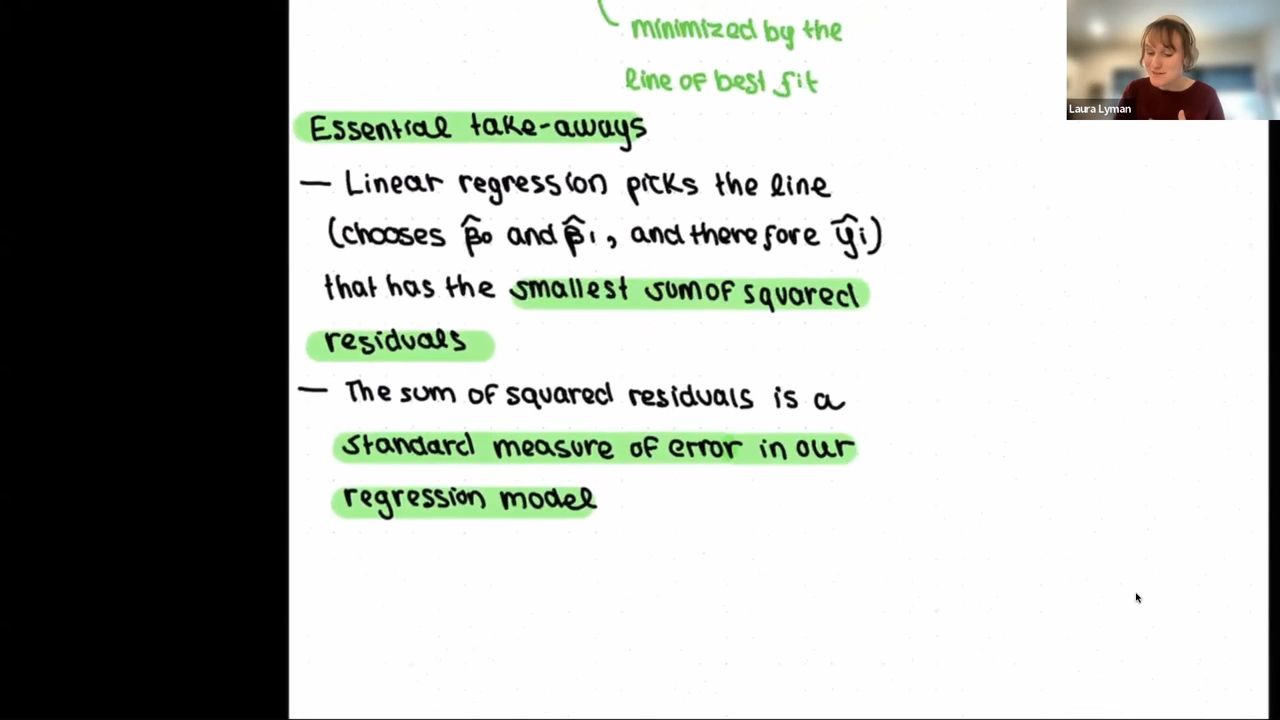 minimized by the
line of best fit
Laura Lyman
Essential take-aways
— Linear regression picks the line
(chooses β̂₀ and β̂₁, and therefore ŷᵢ)
that has the smallest sum of squared
residuals
— The sum of squared residuals is a
standard measure of error in our
regression model